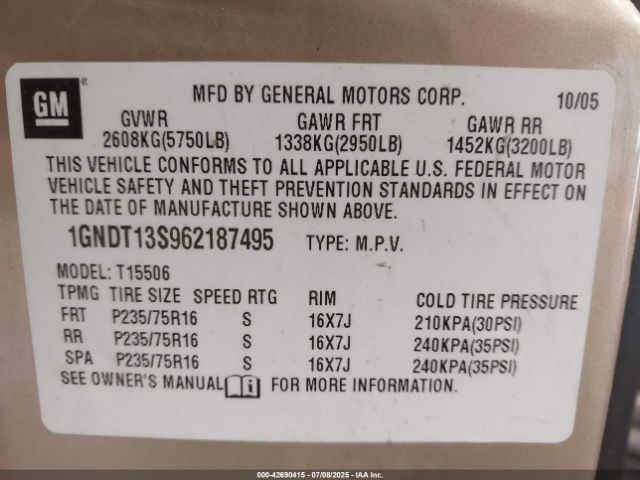 GM
MFD BY GENERAL MOTORS CORP. 10/05
GVWR GAWR FRT GAWR RR
2608KG(5750LB) 1338KG(2950LB) 1452KG(3200LB)
THIS VEHICLE CONFORMS TO ALL APPLICABLE U.S. FEDERAL MOTOR
VEHICLE SAFETY AND THEFT PREVENTION STANDARDS IN EFFECT ON
THE DATE OF MANUFACTURE SHOWN ABOVE.
1GNDT13S962187495 TYPE: M.P.V.
MODEL: T15506
TPMG TIRE SIZE SPEED RTG RIM COLD TIRE PRESSURE
FRT P235/75R16 S 16X7J 210KPA(30PSI)
RR P235/75R16 S 16X7J 240KPA(35PSI)
SPA P235/75R16 S 16X7J 240KPA(35PSI)
SEE OWNER'S MANUAL FOR MORE INFORMATION.
000-42690415 - 07/08/2025 - IAA Inc.